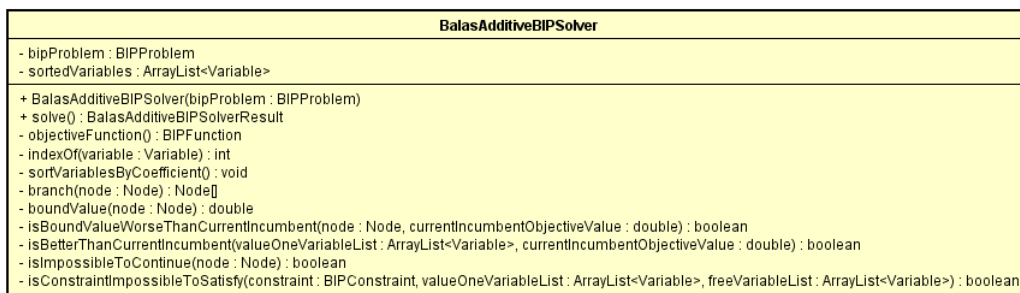 BalasAdditiveBIPSolver
- bipProblem : BIPProblem
- sortedVariables : ArrayList<Variable>
+ BalasAdditiveBIPSolver(bipProblem : BIPProblem)
+ solve() : BalasAdditiveBIPSolverResult
- objectiveFunction() : BIPFunction
- indexOf(variable : Variable) : int
- sortVariablesByCoefficient() : void
- branch(node : Node) : Node[]
- boundValue(node : Node) : double
- isBoundValueWorseThanCurrentIncumbent(node : Node, currentIncumbentObjectiveValue : double) : boolean
- isBetterThanCurrentIncumbent(valueOneVariableList : ArrayList<Variable>, currentIncumbentObjectiveValue : double) : boolean
- isImpossibleToContinue(node : Node) : boolean
- isConstraintImpossibleToSatisfy(constraint : BIPConstraint, valueOneVariableList : ArrayList<Variable>, freeVariableList : ArrayList<Variable>) : boolean